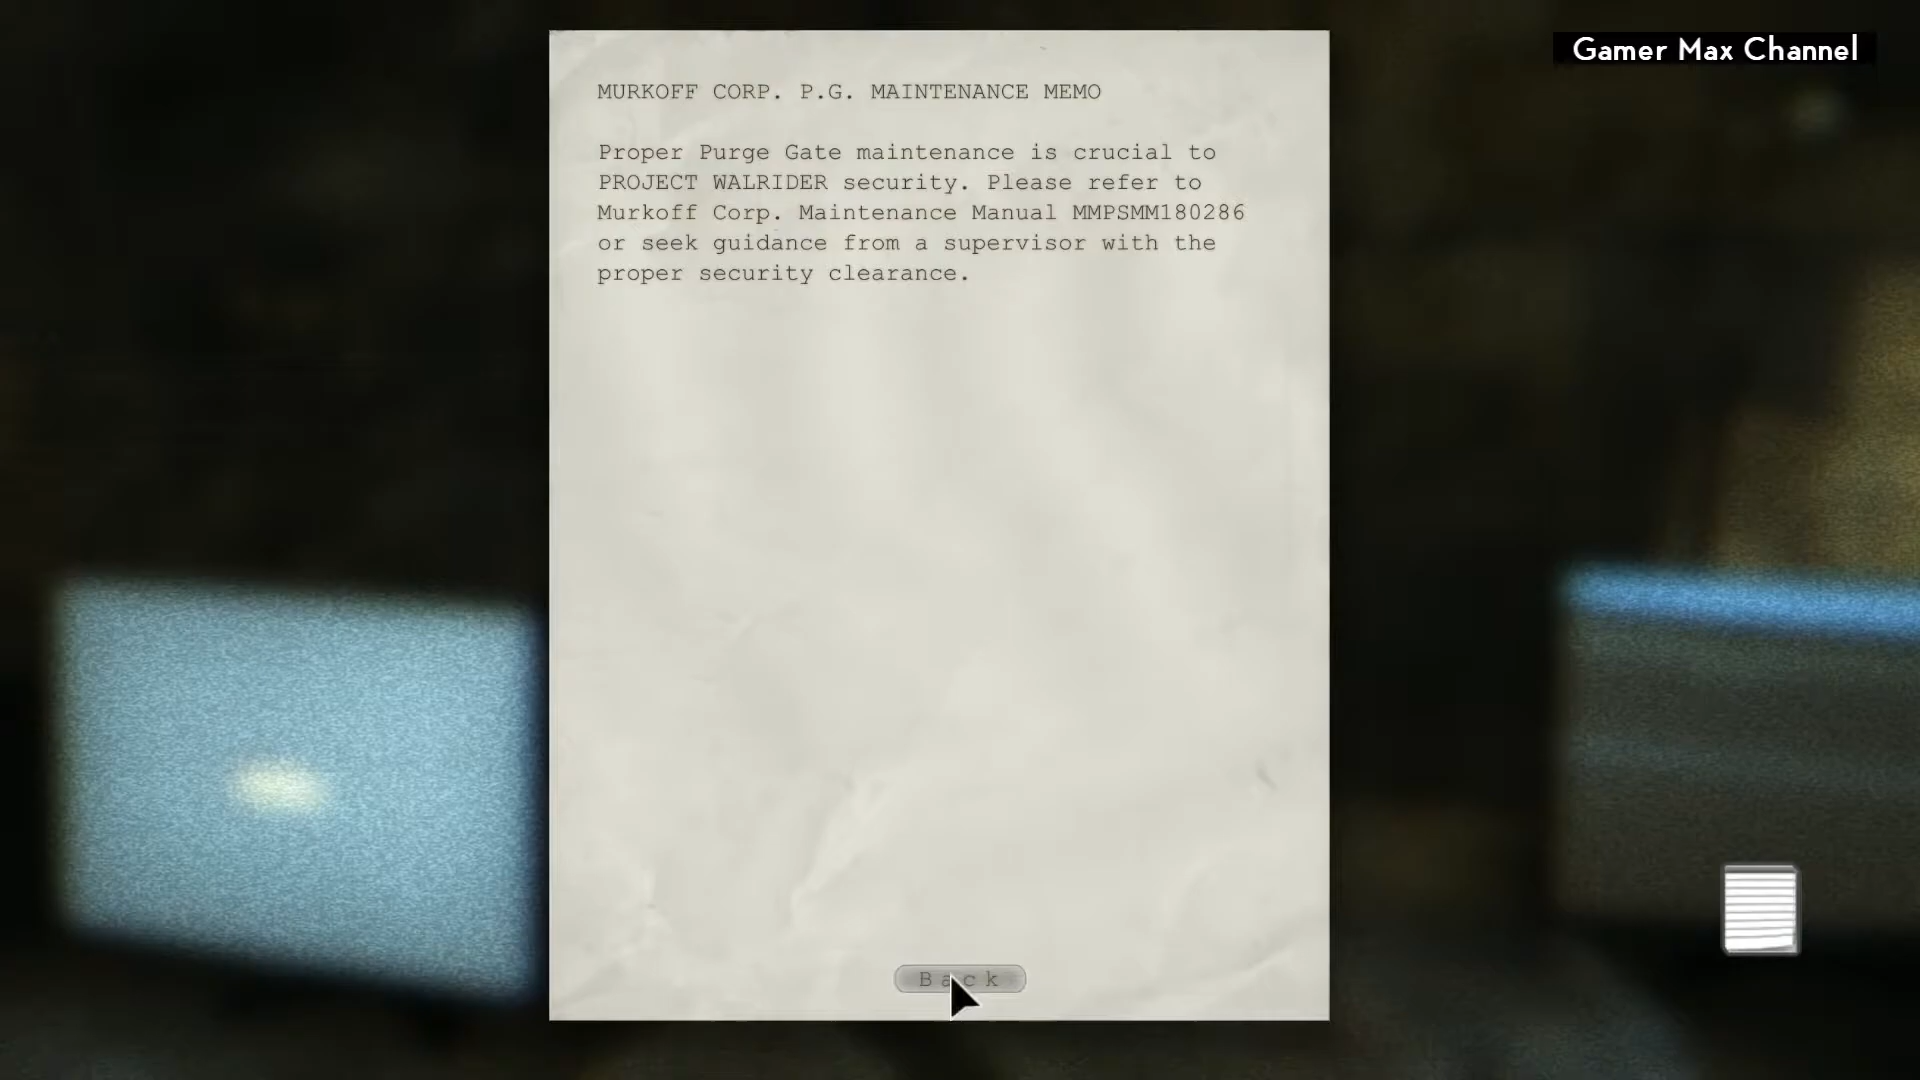 Gamer Max Channel
MURKOFF CORP. P.G. MAINTENANCE MEMO
Proper Purge Gate maintenance is crucial to
PROJECT WALRIDER security. Please refer to
Murkoff Corp. Maintenance Manual MMPSMM180286
or seek guidance from a supervisor with the
proper security clearance.
Back